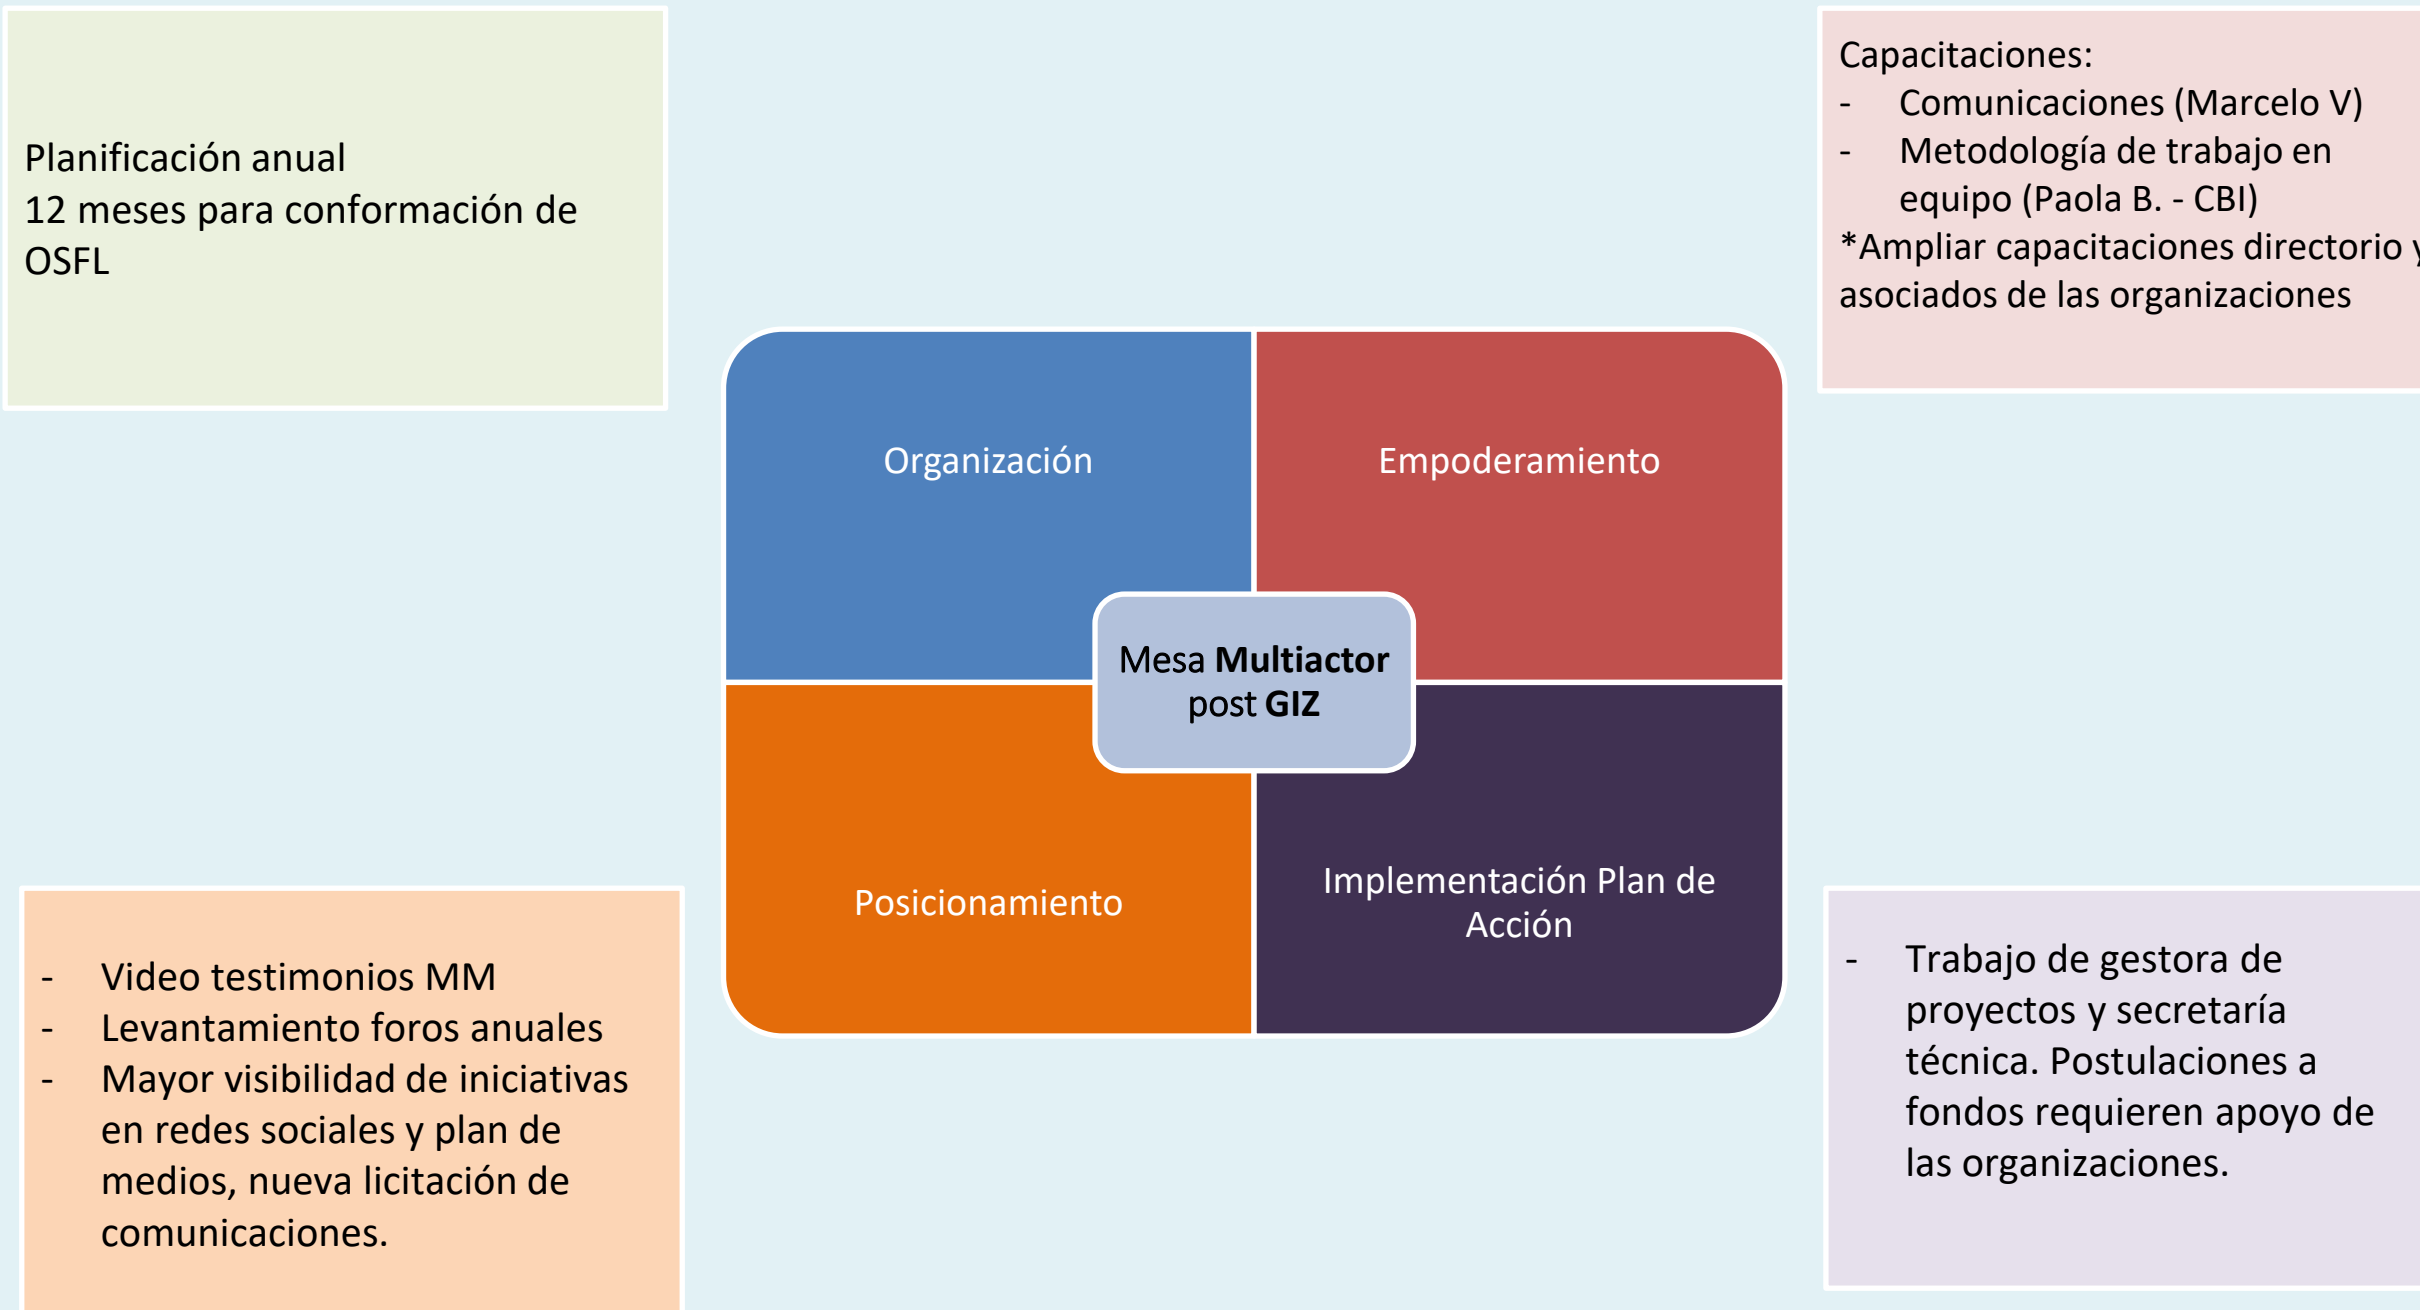 Planificación anual
12 meses para conformación de
OSFL
Capacitaciones:
- Comunicaciones (Marcelo V)
- Metodología de trabajo en
equipo (Paola B. - CBI)
*Ampliar capacitaciones directorio y
asociados de las organizaciones
Organización
Empoderamiento
Mesa Multiactor
post GIZ
Posicionamiento
Implementación Plan de
Acción
- Video testimonios MM
- Levantamiento foros anuales
- Mayor visibilidad de iniciativas
en redes sociales y plan de
medios, nueva licitación de
comunicaciones.
- Trabajo de gestora de
proyectos y secretaría
técnica. Postulaciones a
fondos requieren apoyo de
las organizaciones.